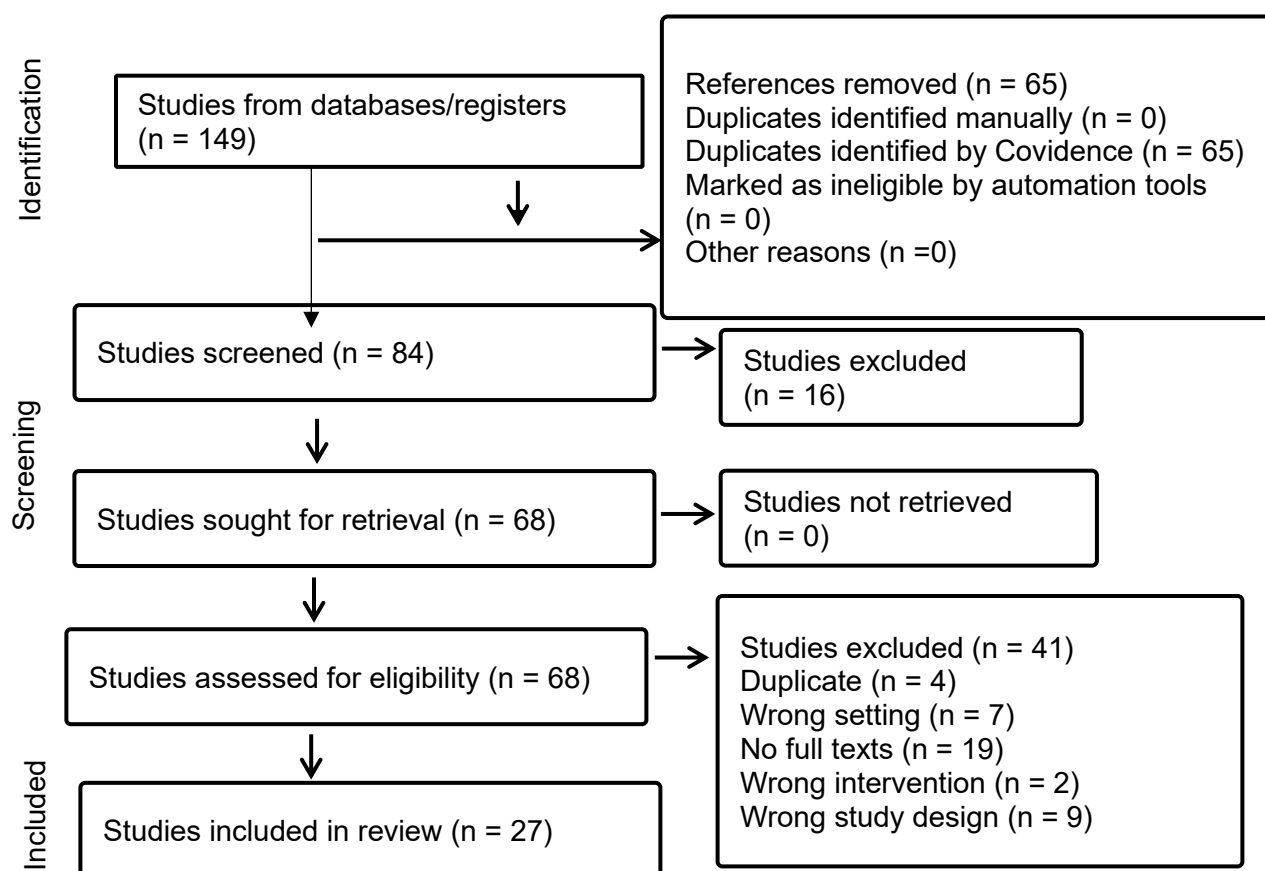 Identification
Studies from databases/registers
(n = 149)
References removed (n = 65)
Duplicates identified manually (n = 0)
Duplicates identified by Covidence (n = 65)
Marked as ineligible by automation tools
(n = 0)
Other reasons (n =0)
Screening
Studies screened (n = 84)
Studies excluded
(n = 16)
Studies sought for retrieval (n = 68)
Studies not retrieved
(n = 0)
Studies assessed for eligibility (n = 68)
Studies excluded (n = 41)
Duplicate (n = 4)
Wrong setting (n = 7)
No full texts (n = 19)
Wrong intervention (n = 2)
Wrong study design (n = 9)
Included
Studies included in review (n = 27)